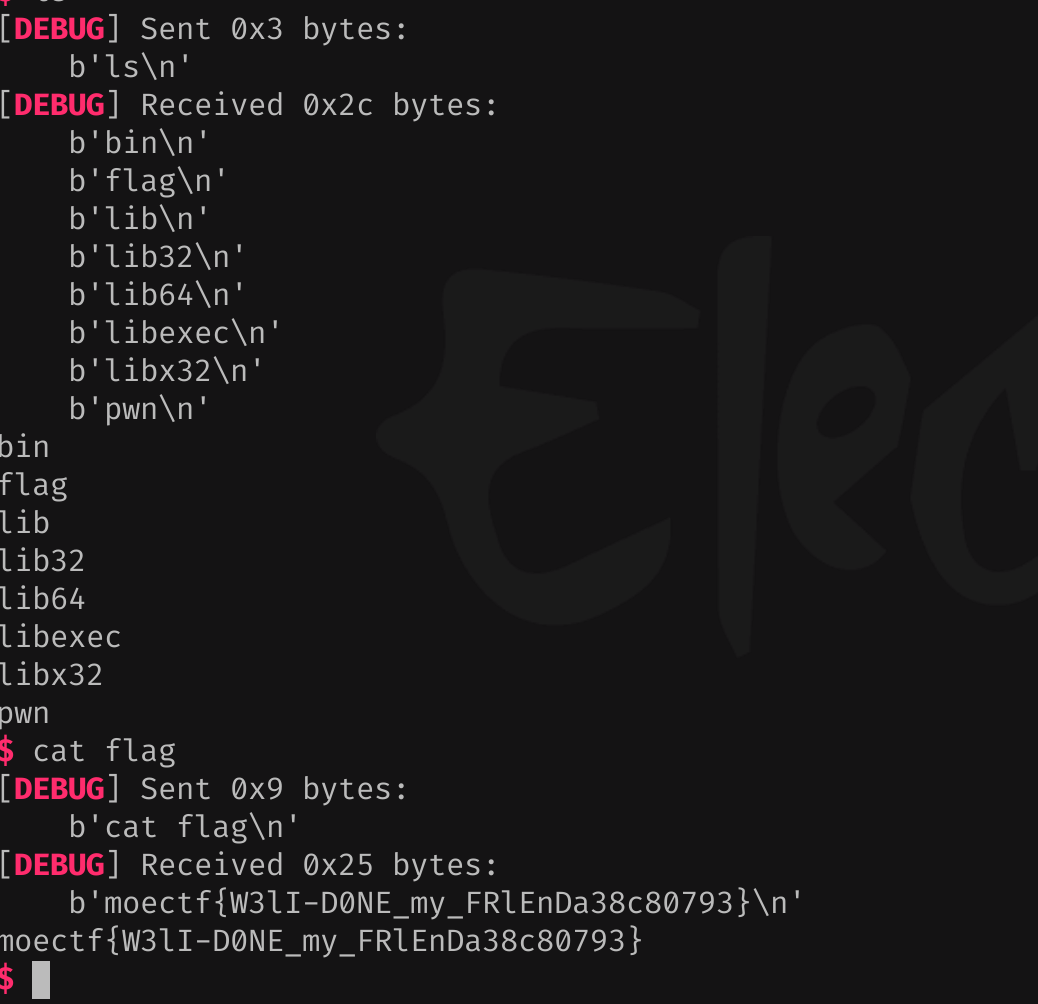 [DEBUG] Sent 0x3 bytes:
b'ls\n'
[DEBUG] Received 0x2c bytes:
b'bin\n'
b'flag\n'
b'lib\n'
b'lib32\n'
b'lib64\n'
b'libexec\n'
b'libx32\n'
b'pwn\n'
bin
flag
lib
lib32
lib64
libexec
libx32
pwn
$ cat flag
[DEBUG] Sent 0x9 bytes:
b'cat flag\n'
[DEBUG] Received 0x25 bytes:
b'moectf{W3lI-D0NE_my_FRlEnDa38c80793}\n'
moectf{W3lI-D0NE_my_FRlEnDa38c80793}
$